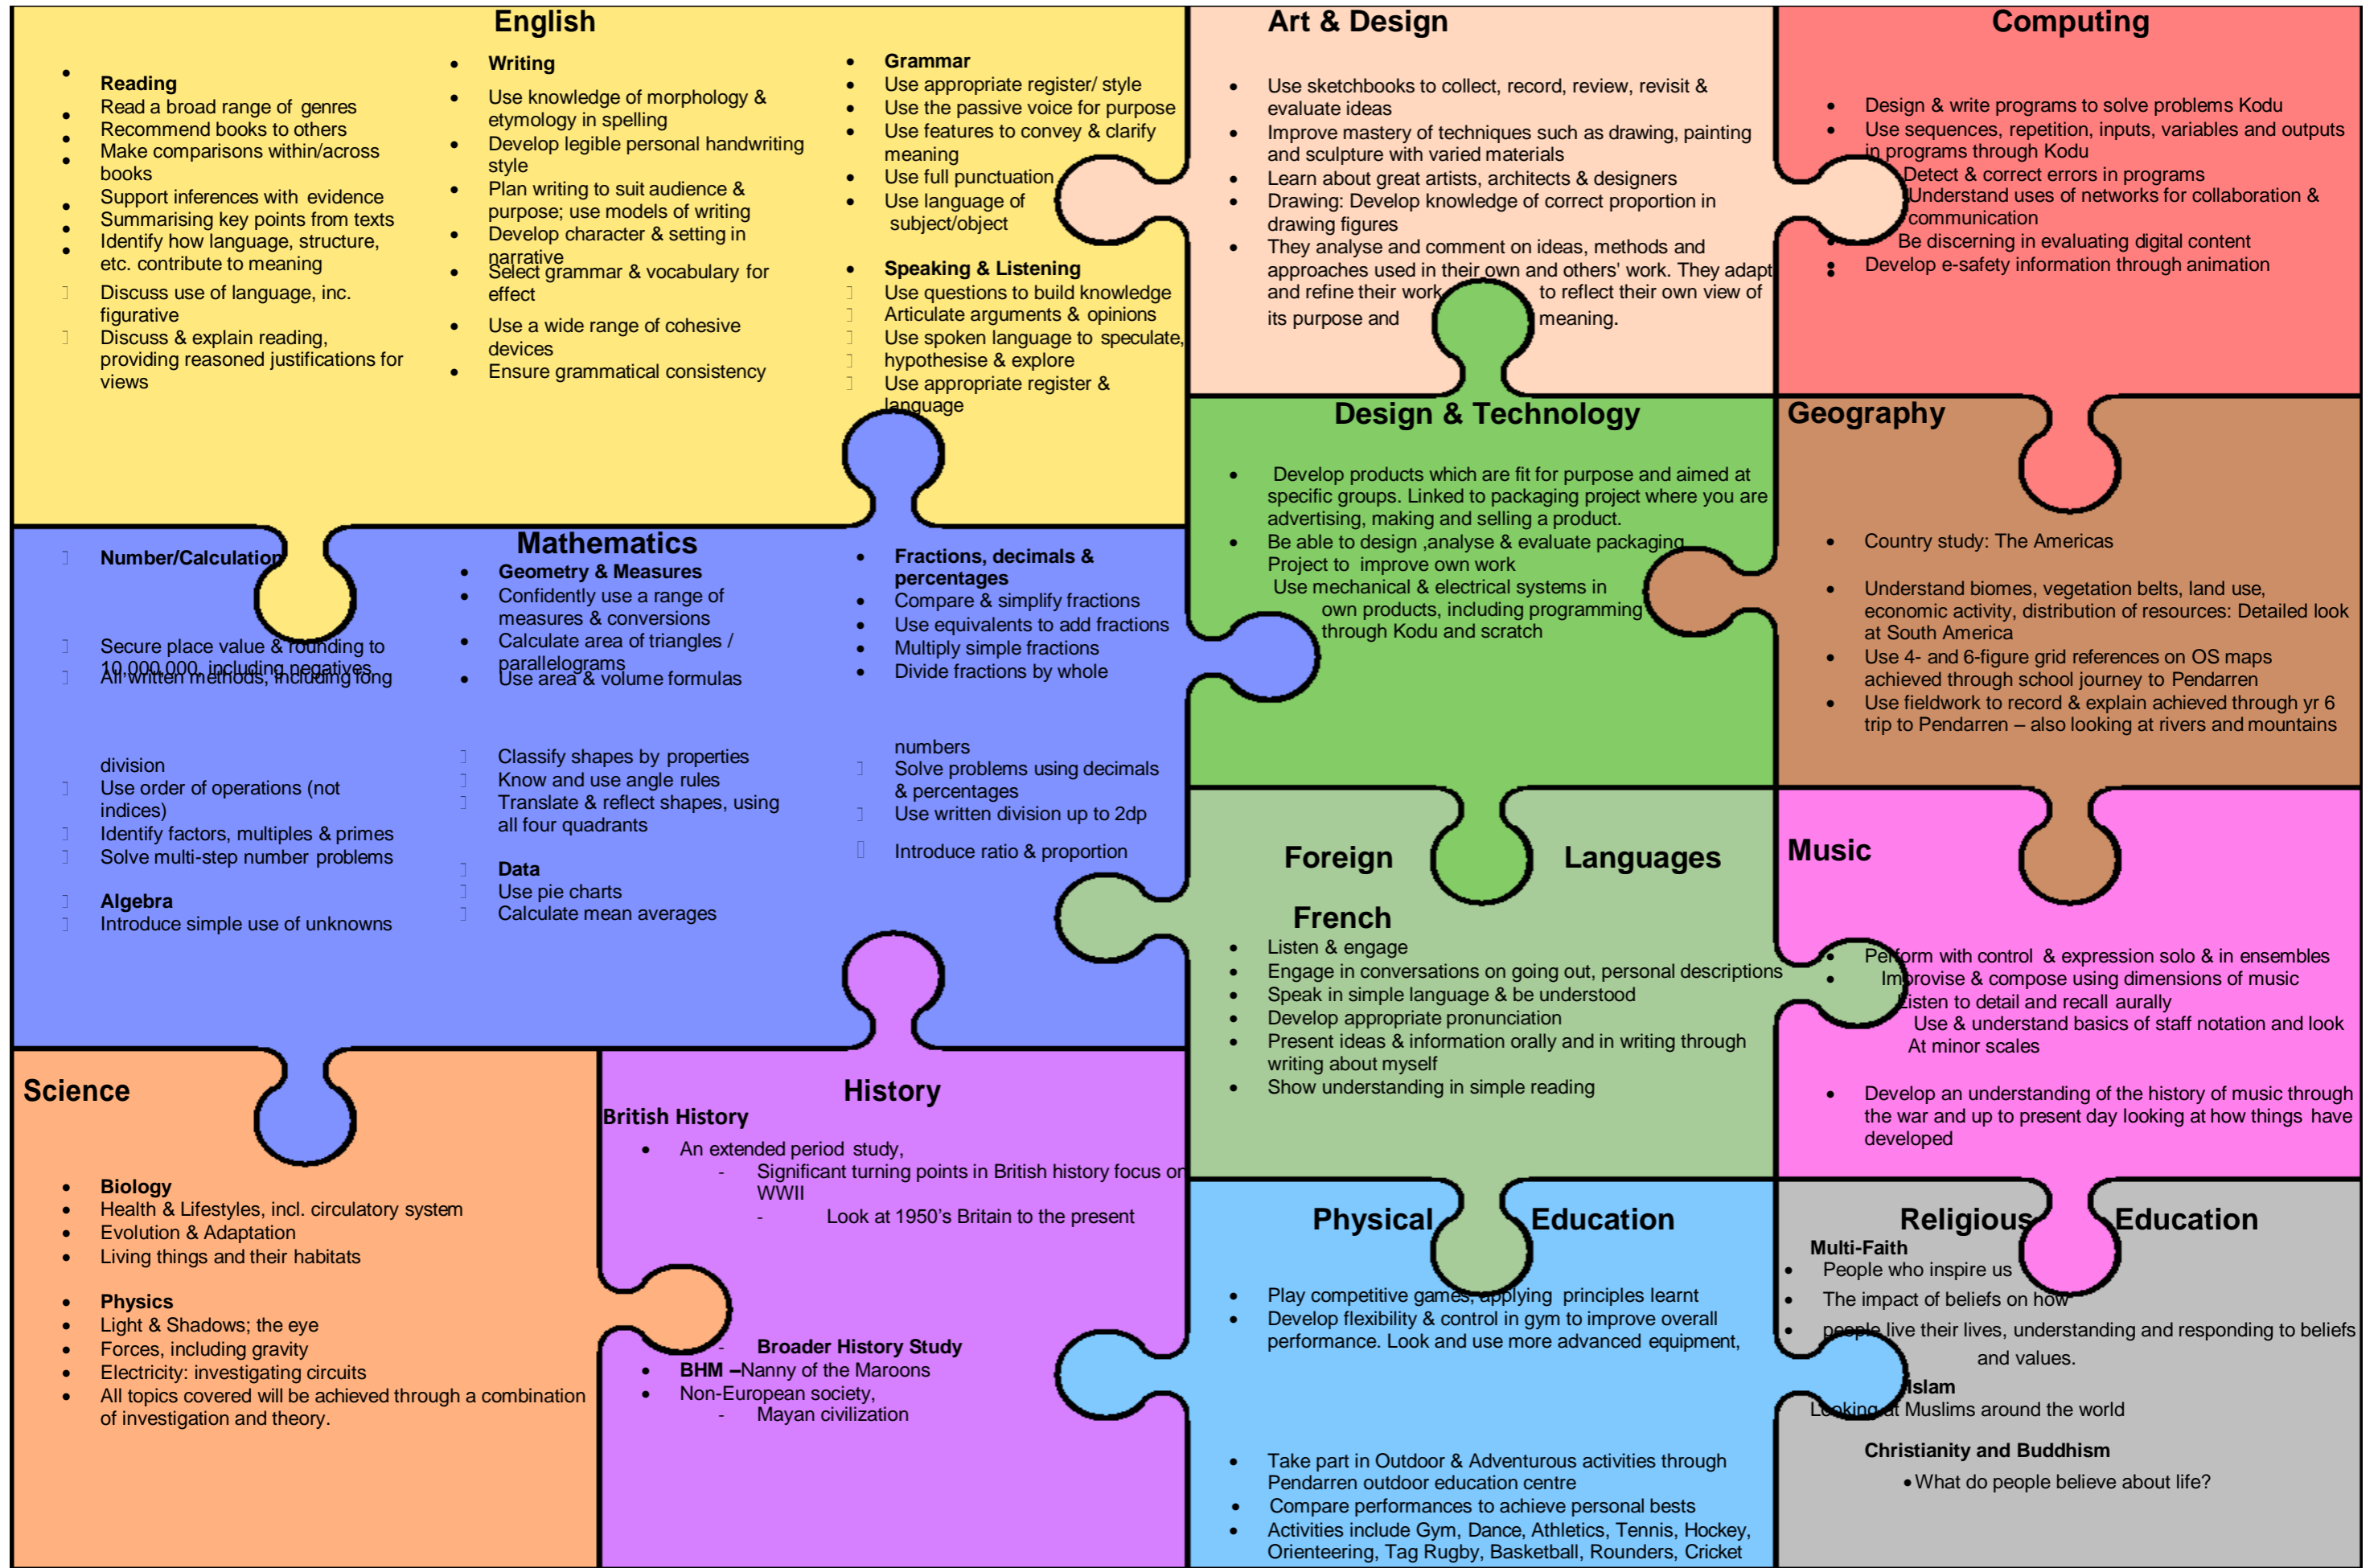 English
Reading
Read a broad range of genres
Recommend books to others
Make comparisons within/across
books
Support inferences with evidence
Summarising key points from texts
Identify how language, structure,
etc. contribute to meaning
Discuss use of language, inc.
figurative
Discuss & explain reading,
providing reasoned justifications for
views
Writing
Use knowledge of morphology &
etymology in spelling
Develop legible personal handwriting
style
Plan writing to suit audience &
purpose; use models of writing
Develop character & setting in
narrative
Select grammar & vocabulary for
effect
Use a wide range of cohesive
devices
Ensure grammatical consistency
Grammar
Use appropriate register/ style
Use the passive voice for purpose
Use features to convey & clarify
meaning
Use full punctuation
Use language of
subject/object
Speaking & Listening
Use questions to build knowledge
Articulate arguments & opinions
Use spoken language to speculate,
hypothesise & explore
Use appropriate register &
language
Art & Design
Use sketchbooks to collect, record, review, revisit &
evaluate ideas
Improve mastery of techniques such as drawing, painting
and sculpture with varied materials
Learn about great artists, architects & designers
Drawing: Develop knowledge of correct proportion in
drawing figures
They analyse and comment on ideas, methods and
approaches used in their own and others' work. They adapt
and refine their work to reflect their own view of
its purpose and meaning.
Computing
Design & write programs to solve problems Kodu
Use sequences, repetition, inputs, variables and outputs
in programs through Kodu
Detect & correct errors in programs
Understand uses of networks for collaboration &
communication
Be discerning in evaluating digital content
Develop e-safety information through animation
Mathematics
Number/Calculation
Secure place value & rounding to
10,000,000, including negatives
All written methods, including long
division
Use order of operations (not
indices)
Identify factors, multiples & primes
Solve multi-step number problems
Algebra
Introduce simple use of unknowns
Geometry & Measures
Confidently use a range of
measures & conversions
Calculate area of triangles /
parallelograms
Use area & volume formulas
Classify shapes by properties
Know and use angle rules
Translate & reflect shapes, using
all four quadrants
Data
Use pie charts
Calculate mean averages
Fractions, decimals &
percentages
Compare & simplify fractions
Use equivalents to add fractions
Multiply simple fractions
Divide fractions by whole
numbers
Solve problems using decimals
& percentages
Use written division up to 2dp
Introduce ratio & proportion
Design & Technology
Develop products which are fit for purpose and aimed at
specific groups. Linked to packaging project where you are
advertising, making and selling a product.
Be able to design ,analyse & evaluate packaging
Project to improve own work
Use mechanical & electrical systems in
own products, including programming
through Kodu and scratch
Geography
Country study: The Americas
Understand biomes, vegetation belts, land use,
economic activity, distribution of resources: Detailed look
at South America
Use 4- and 6-figure grid references on OS maps
achieved through school journey to Pendarren
Use fieldwork to record & explain achieved through yr 6
trip to Pendarren – also looking at rivers and mountains
Foreign Languages
French
Listen & engage
Engage in conversations on going out, personal descriptions
Speak in simple language & be understood
Develop appropriate pronunciation
Present ideas & information orally and in writing through
writing about myself
Show understanding in simple reading
Music
Perform with control & expression solo & in ensembles
Improvise & compose using dimensions of music
Listen to detail and recall aurally
Use & understand basics of staff notation and look
At minor scales
Develop an understanding of the history of music through
the war and up to present day looking at how things have
developed
Science
Biology
Health & Lifestyles, incl. circulatory system
Evolution & Adaptation
Living things and their habitats
Physics
Light & Shadows; the eye
Forces, including gravity
Electricity: investigating circuits
All topics covered will be achieved through a combination
of investigation and theory.
History
British History
An extended period study,
- Significant turning points in British history focus on
WWII
- Look at 1950's Britain to the present
- Broader History Study
BHM –Nanny of the Maroons
Non-European society,
- Mayan civilization
Physical Education
Play competitive games, applying principles learnt
Develop flexibility & control in gym to improve overall
performance. Look and use more advanced equipment,
Take part in Outdoor & Adventurous activities through
Pendarren outdoor education centre
Compare performances to achieve personal bests
Activities include Gym, Dance, Athletics, Tennis, Hockey,
Orienteering, Tag Rugby, Basketball, Rounders, Cricket
Religious Education
Multi-Faith
People who inspire us
The impact of beliefs on how
people live their lives, understanding and responding to beliefs
and values.
Islam
Looking at Muslims around the world
Christianity and Buddhism
What do people believe about life?